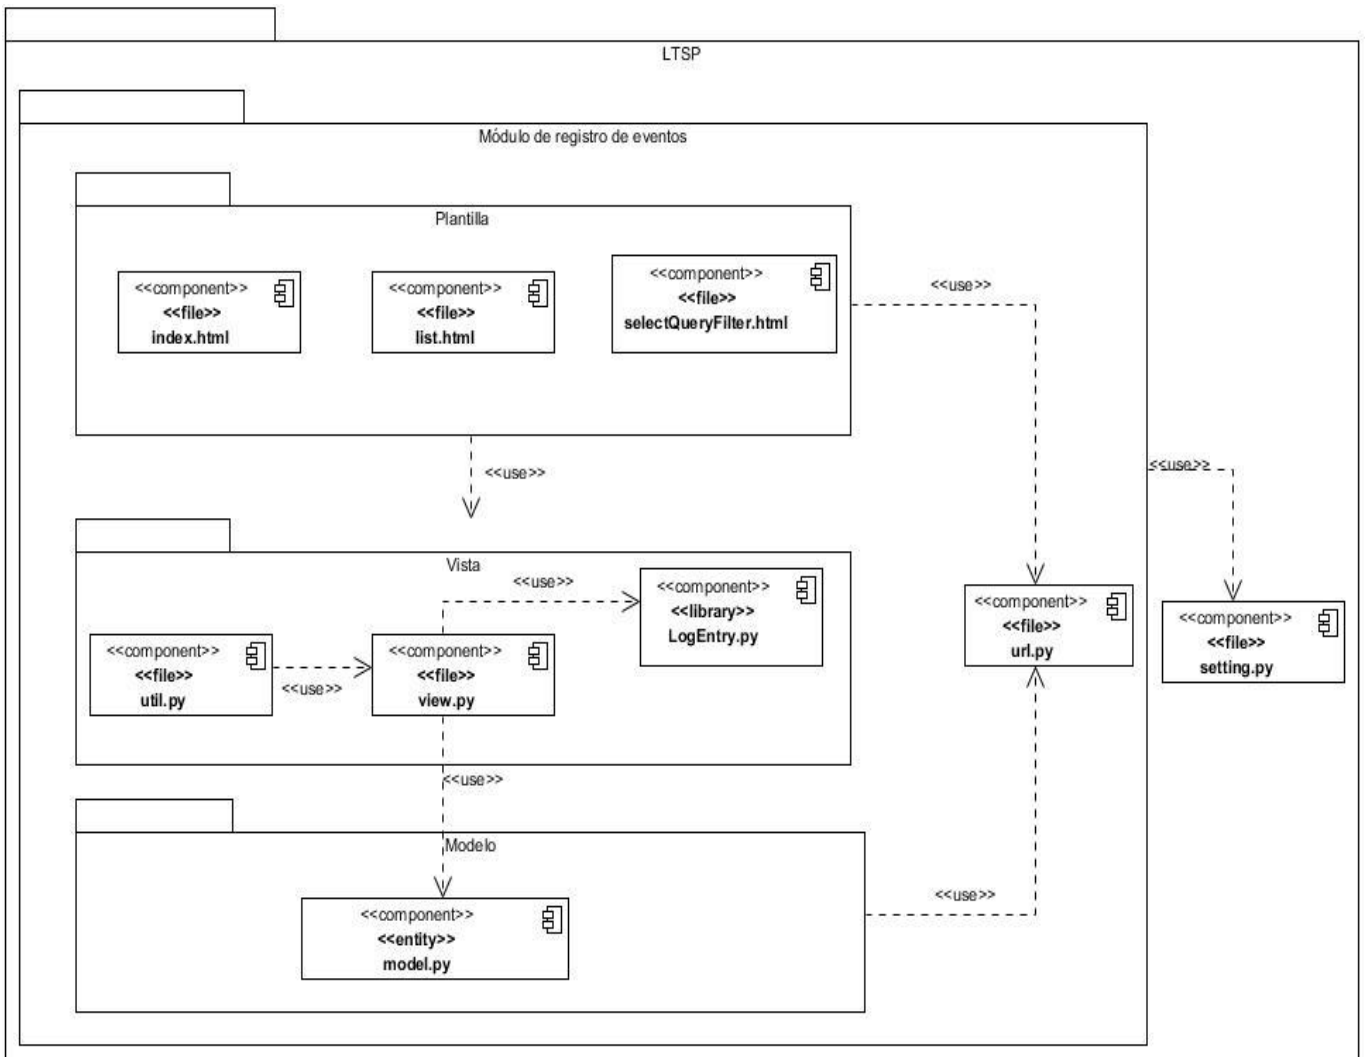 LTSP
Módulo de registro de eventos
Plantilla
<<component>>
<<file>>
index.html
<<component>>
<<file>>
list.html
<<component>>
<<file>>
selectQueryFilter.html
<<use>>
<<use>>
<<use>>
Vista
<<use>>
<<component>>
<<library>>
LogEntry.py
<<component>>
<<file>>
util.py
<<use>>
<<component>>
<<file>>
view.py
<<component>>
<<file>>
url.py
<<component>>
<<file>>
setting.py
<<use>>
Modelo
<<component>>
<<entity>>
model.py
<<use>>